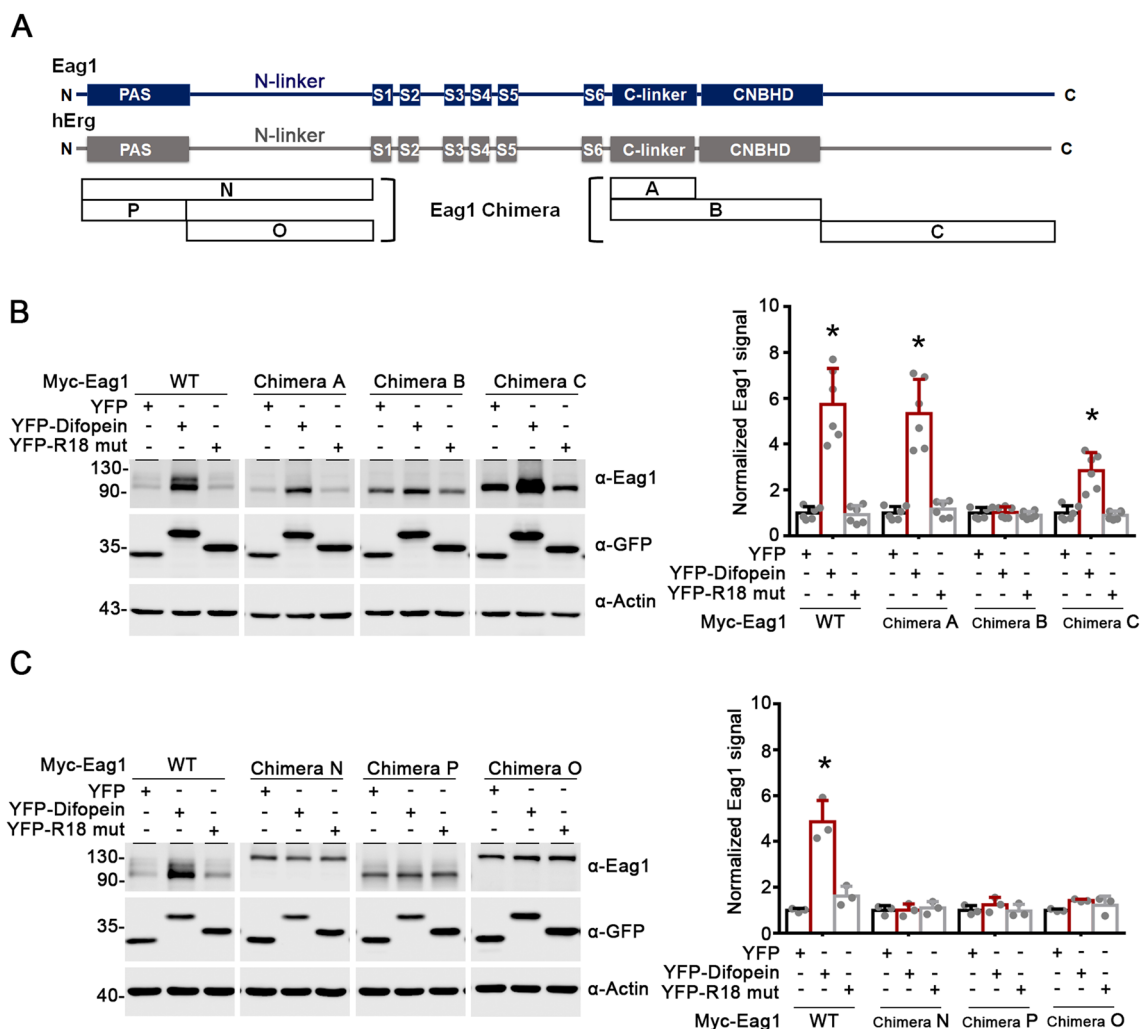 A
Eag1
N-linker
N PAS S1 S2 S3 S4 S5 S6 C-linker CNBHD C
hErg
N-linker
N PAS S1 S2 S3 S4 S5 S6 C-linker CNBHD C
N
P
O
Eag1 Chimera
A
B
C
B
Myc-Eag1 WT Chimera A Chimera B Chimera C
YFP + - - + - - + - - + - -
YFP-Difopein - + - - + - - + - - + -
YFP-R18 mut - - + - - + - - + - - +
130-
90-
α-Eag1
35-
α-GFP
43-
α-Actin
Normalized Eag1 signal
10
8
6
4
2
0
* * *
YFP + - - + - - + - - + - -
YFP-Difopein - + - - + - - + - - + -
YFP-R18 mut - - + - - + - - + - - +
Myc-Eag1 WT Chimera A Chimera B Chimera C
C
Myc-Eag1 WT Chimera N Chimera P Chimera O
YFP + - - + - - + - - + - -
YFP-Difopein - + - - + - - + - - + -
YFP-R18 mut - - + - - + - - + - - +
130-
90-
α-Eag1
35-
α-GFP
40-
α-Actin
Normalized Eag1 signal
10
8
6
4
2
0
*
YFP + - - + - - + - - + - -
YFP-Difopein - + - - + - - + - - + -
YFP-R18 mut - - + - - + - - + - - +
Myc-Eag1 WT Chimera N Chimera P Chimera O